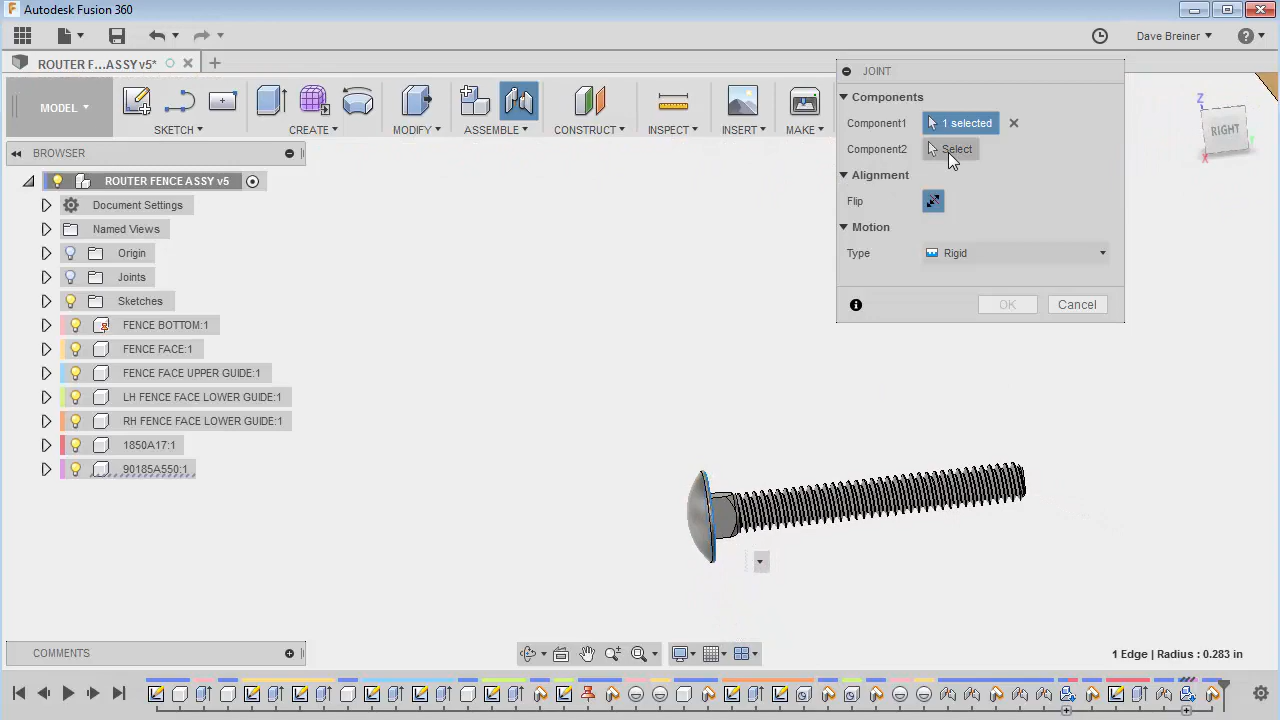 Autodesk Fusion 360
Dave Breiner
ROUTER F...ASSY v5*
MODEL
SKETCH
CREATE
MODIFY
ASSEMBLE
CONSTRUCT
INSPECT
INSERT
MAKE
JOINT
Components
Component1
1 selected
Component2
Select
Alignment
Flip
Motion
Type
Rigid
OK
Cancel
Z
RIGHT
X
Y
BROWSER
ROUTER FENCE ASSY v5
Document Settings
Named Views
Origin
Joints
Sketches
FENCE BOTTOM:1
FENCE FACE:1
FENCE FACE UPPER GUIDE:1
LH FENCE FACE LOWER GUIDE:1
RH FENCE FACE LOWER GUIDE:1
1850A17:1
90185A550:1
COMMENTS
1 Edge | Radius : 0.283 in